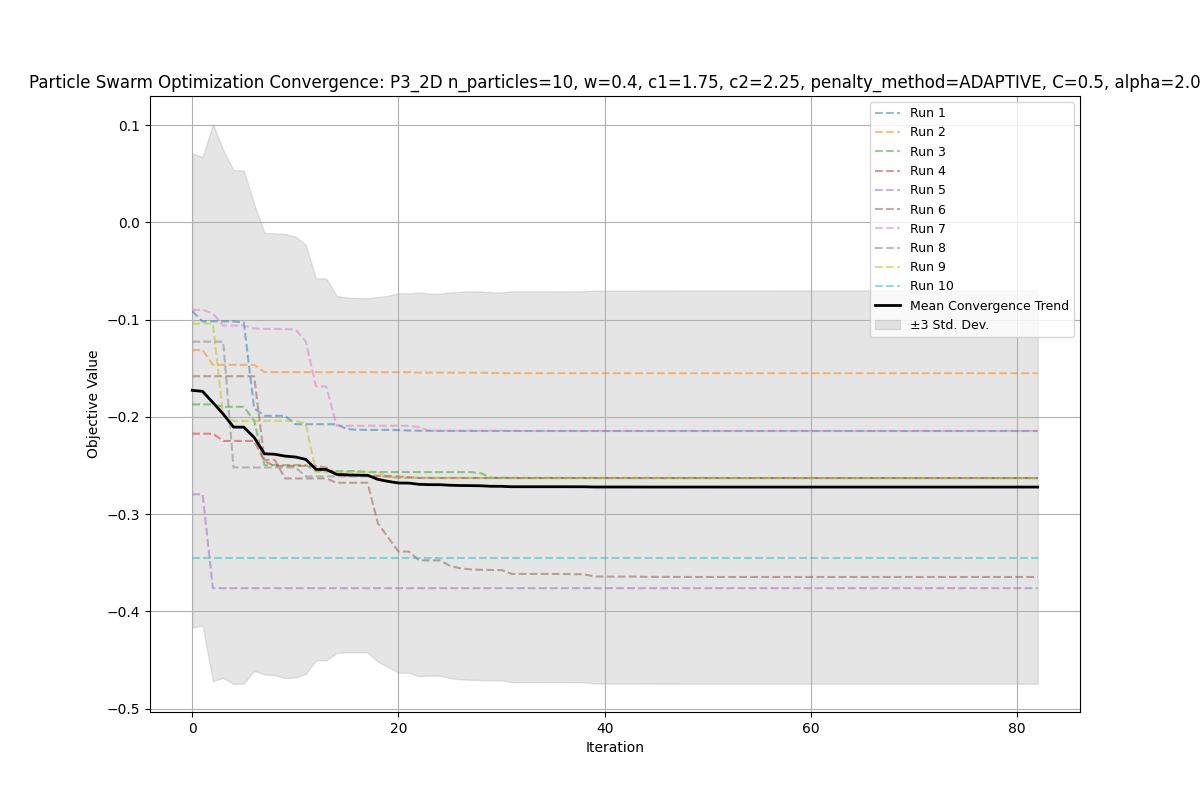 Particle Swarm Optimization Convergence: P3_2D n_particles=10, w=0.4, c1=1.75, c2=2.25, penalty_method=ADAPTIVE, C=0.5, alpha=2.0
Objective Value
0.1
0.0
−0.1
−0.2
−0.3
−0.4
−0.5
Run 1
Run 2
Run 3
Run 4
Run 5
Run 6
Run 7
Run 8
Run 9
Run 10
Mean Convergence Trend
±3 Std. Dev.
0 20 40 60 80
Iteration